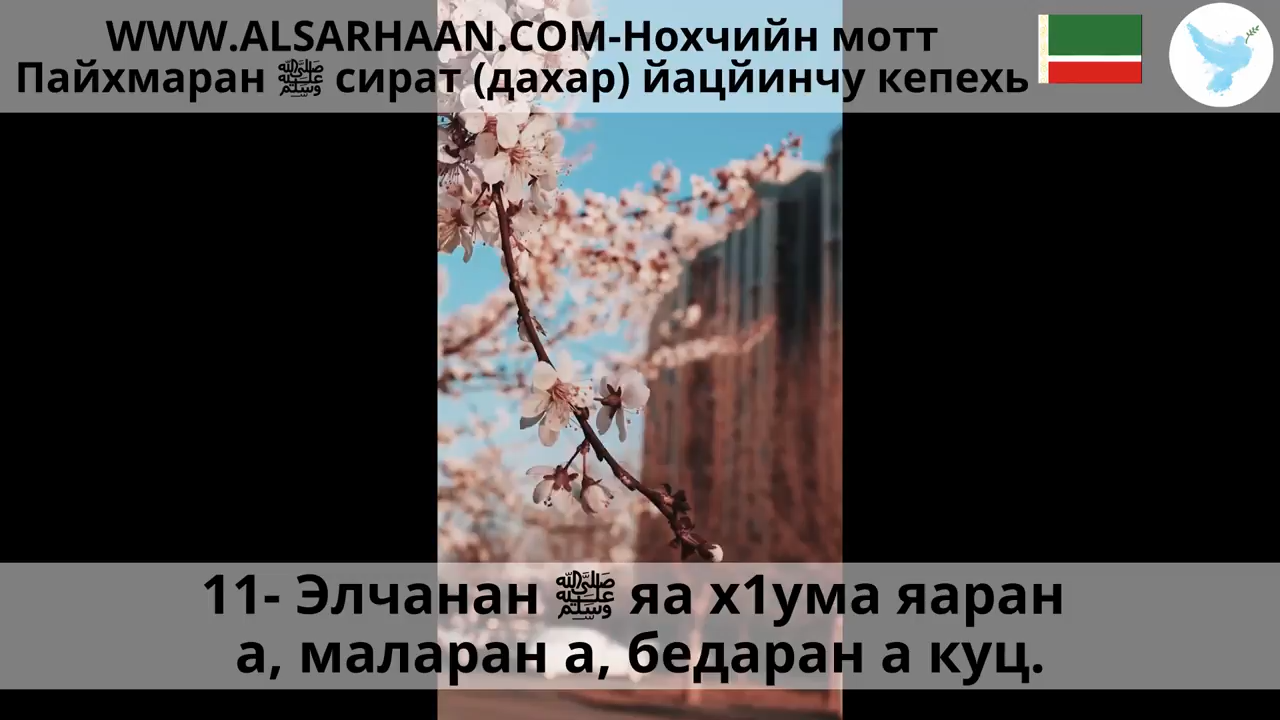 WWW.ALSARHAAN.COM-Нохчийн мотт
Пайхмаран ﷺ сират (дахар) йацйинчу кепехь
11- Элчанан ﷺ яа х1ума яаран
а, маларан а, бедаран а куц.